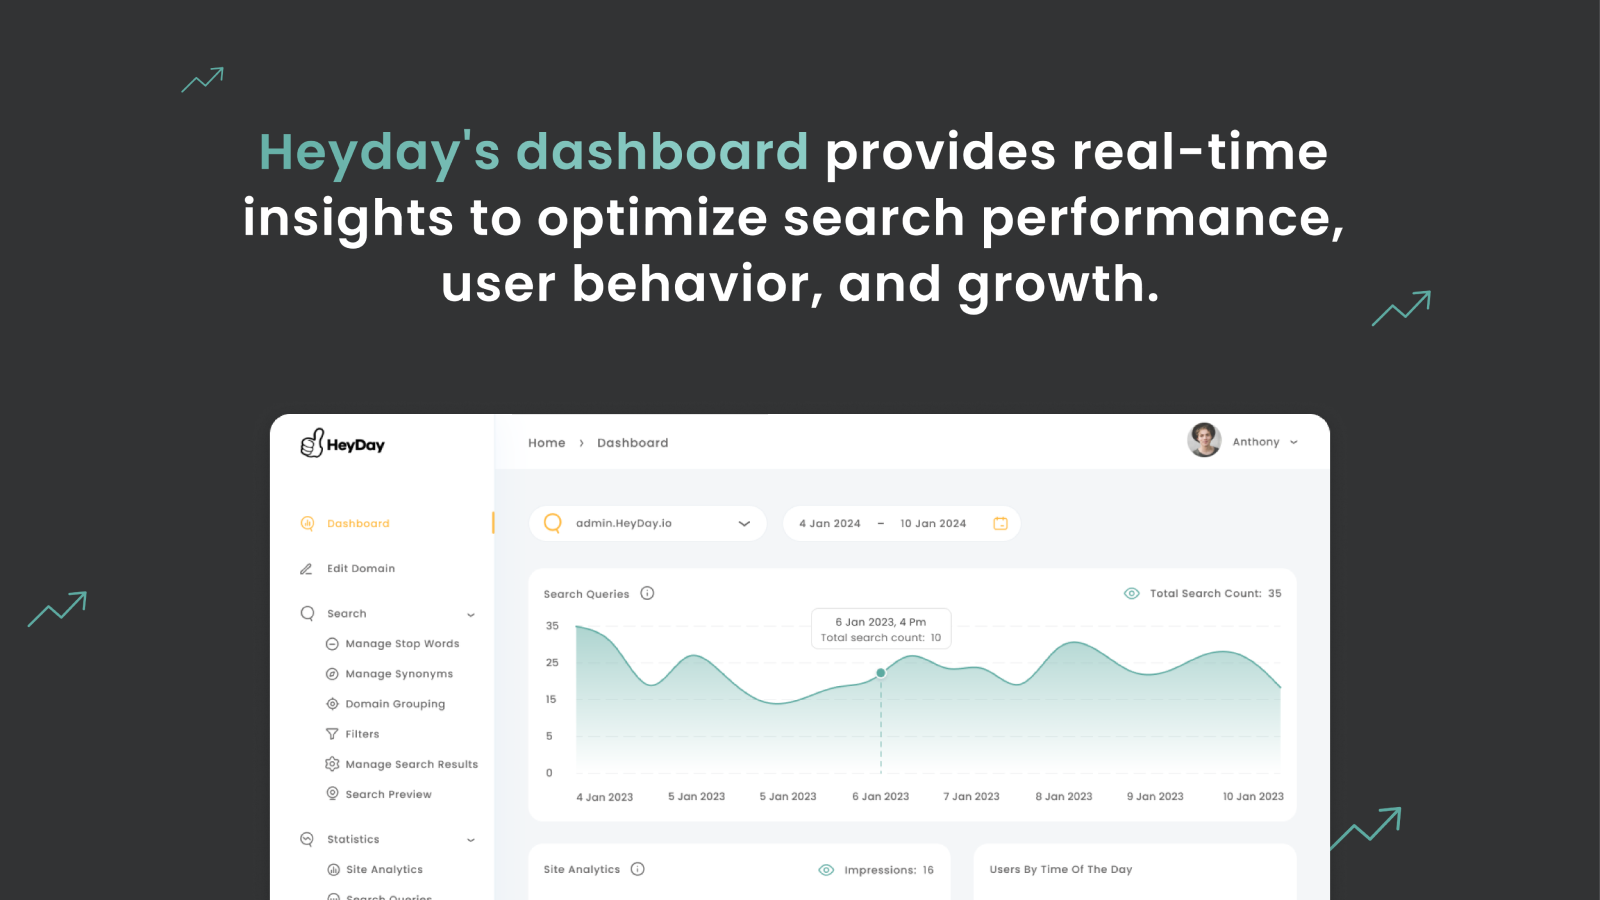 Heyday's dashboard provides real-time
insights to optimize search performance,
user behavior, and growth.
HeyDay
Home › Dashboard
Anthony
Dashboard
Edit Domain
Search
Manage Stop Words
Manage Synonyms
Domain Grouping
Filters
Manage Search Results
Search Preview
Statistics
Site Analytics
Search Queries
admin.HeyDay.io
4 Jan 2024 – 10 Jan 2024
Search Queries
Total Search Count: 35
6 Jan 2023, 4 Pm
Total search count: 10
35
25
15
5
0
4 Jan 2023 5 Jan 2023 5 Jan 2023 6 Jan 2023 7 Jan 2023 8 Jan 2023 9 Jan 2023 10 Jan 2023
Site Analytics
Impressions: 16
Users By Time Of The Day